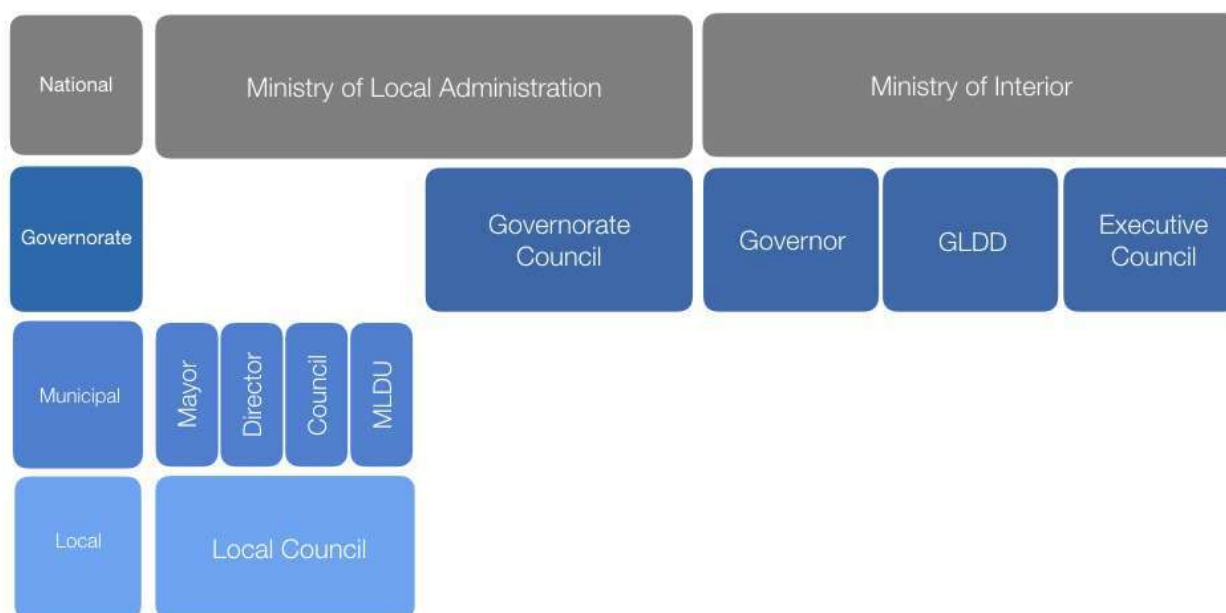 National
Ministry of Local Administration
Ministry of Interior
Governorate
Governorate
Council
Governor
GLDD
Executive
Council
Municipal
Mayor
Director
Council
MLDU
Local
Local Council